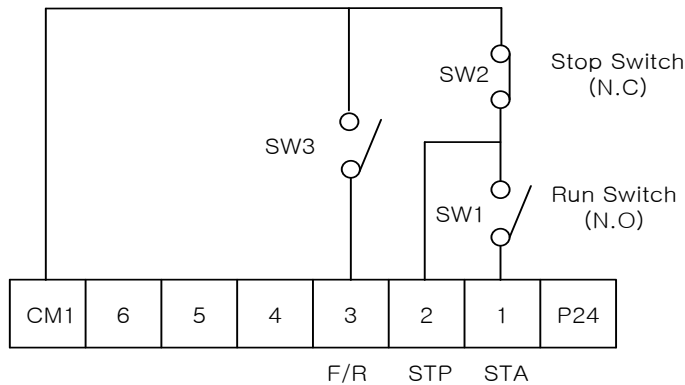 SW2
Stop Switch
(N.C)
SW3
SW1
Run Switch
(N.O)
CM1 6 5 4 3 2 1 P24
F/R STP STA